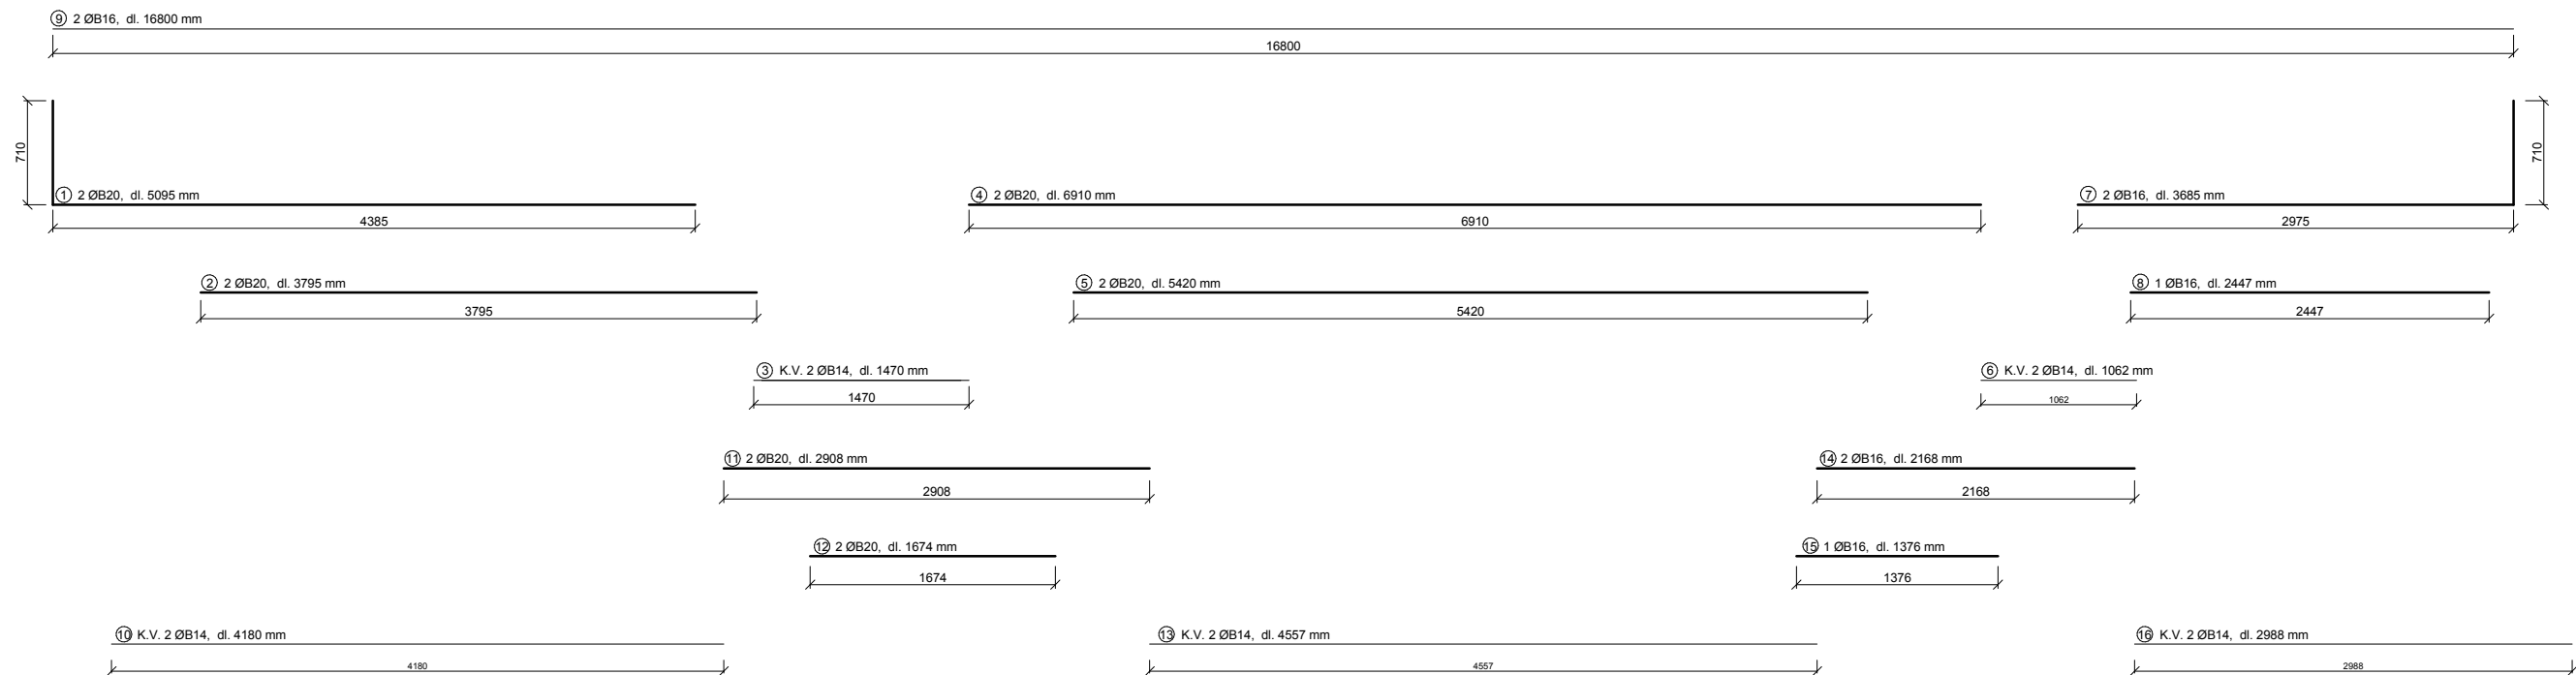 9 2 ØB16, dl. 16800 mm
16800
710
710
1 2 ØB20, dl. 5095 mm
4 2 ØB20, dl. 6910 mm
7 2 ØB16, dl. 3685 mm
4385
6910
2975
2 2 ØB20, dl. 3795 mm
5 2 ØB20, dl. 5420 mm
8 1 ØB16, dl. 2447 mm
3795
5420
2447
3 K.V. 2 ØB14, dl. 1470 mm
6 K.V. 2 ØB14, dl. 1062 mm
1470
1062
11 2 ØB20, dl. 2908 mm
14 2 ØB16, dl. 2168 mm
2908
2168
12 2 ØB20, dl. 1674 mm
15 1 ØB16, dl. 1376 mm
1674
1376
10 K.V. 2 ØB14, dl. 4180 mm
13 K.V. 2 ØB14, dl. 4557 mm
16 K.V. 2 ØB14, dl. 2988 mm
4180
4557
2988